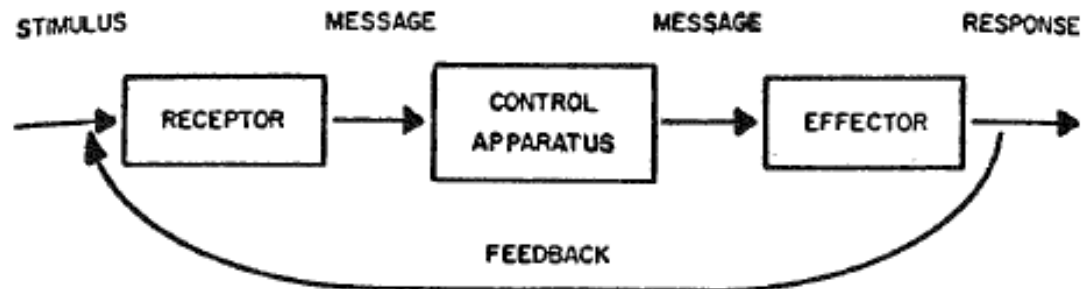 STIMULUS
MESSAGE
MESSAGE
RESPONSE
RECEPTOR
CONTROL
APPARATUS
EFFECTOR
FEEDBACK